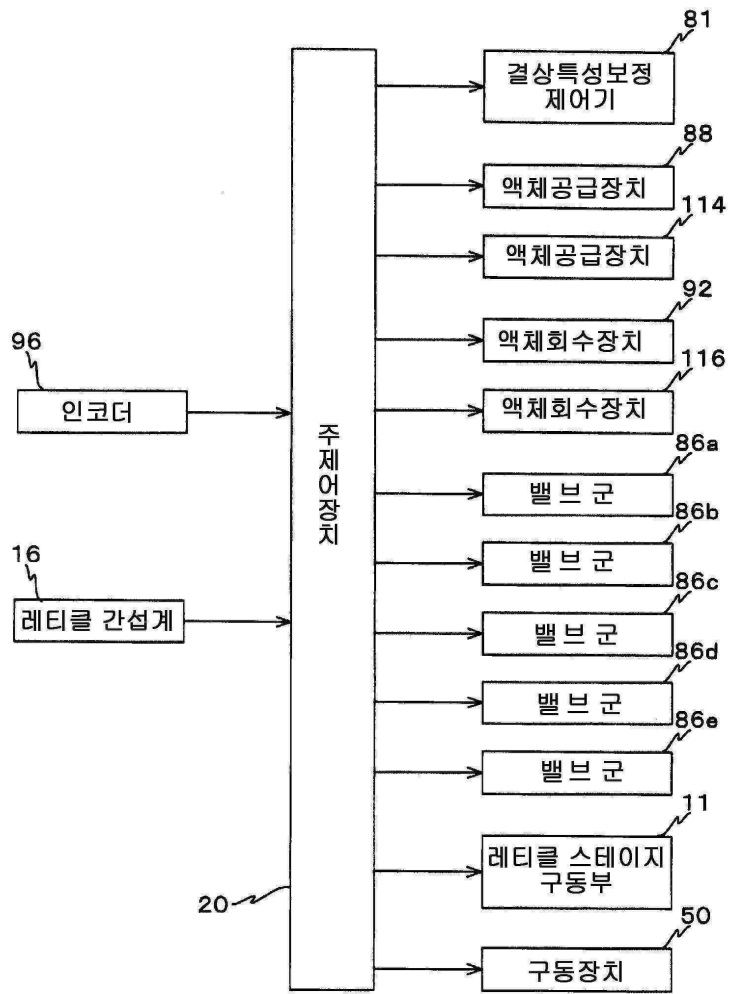 81
결상특성보정
제어기
88
액체공급장치
114
액체공급장치
92
액체회수장치
96
인코더
116
액체회수장치
주제어장치
86a
밸브 군
86b
밸브 군
16
레티클 간섭계
86c
밸브 군
86d
밸브 군
86e
밸브 군
11
레티클 스테이지
구동부
20
50
구동장치